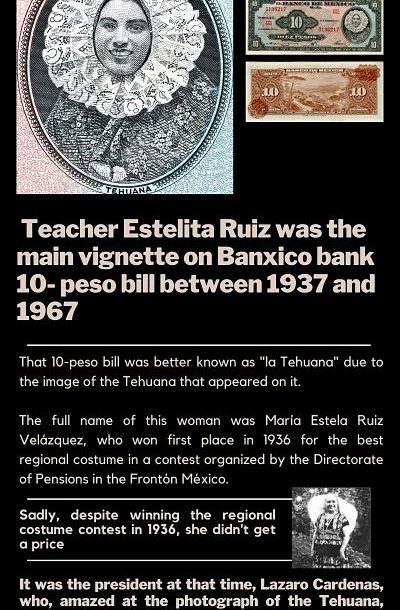 TEHUANA
BANCO DE MEXICO
10
10
10
Teacher Estelita Ruiz was the
main vignette on Banxico bank
10- peso bill between 1937 and
1967
That 10-peso bill was better known as "la Tehuana" due to
the image of the Tehuana that appeared on it.
The full name of this woman was María Estela Ruiz
Velázquez, who won first place in 1936 for the best
regional costume in a contest organized by the Directorate
of Pensions in the Frontón México.
Sadly, despite winning the regional
costume contest in 1936, she didn't get
a price
It was the president at that time, Lazaro Cardenas,
who, amazed at the photograph of the Tehuana,